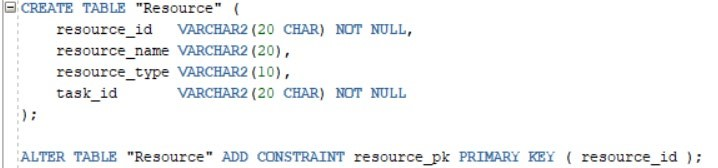 CREATE TABLE "Resource" (
    resource_id   VARCHAR2(20 CHAR) NOT NULL,
    resource_name VARCHAR2(20),
    resource_type VARCHAR2(10),
    task_id       VARCHAR2(20 CHAR) NOT NULL
);
ALTER TABLE "Resource" ADD CONSTRAINT resource_pk PRIMARY KEY ( resource_id );